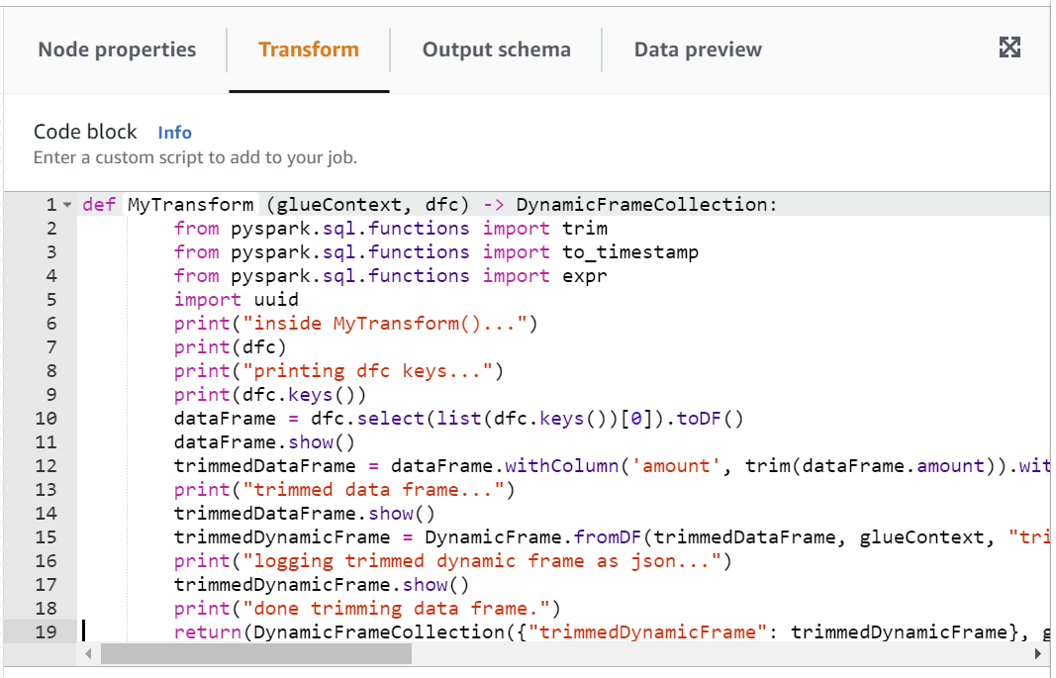 Node properties Transform Output schema Data preview
Code block Info
Enter a custom script to add to your job.
1 def MyTransform (glueContext, dfc) -> DynamicFrameCollection:
2 from pyspark.sql.functions import trim
3 from pyspark.sql.functions import to_timestamp
4 from pyspark.sql.functions import expr
5 import uuid
6 print("inside MyTransform()...")
7 print(dfc)
8 print("printing dfc keys...")
9 print(dfc.keys())
10 dataFrame = dfc.select(list(dfc.keys())[0]).toDF()
11 dataFrame.show()
12 trimmedDataFrame = dataFrame.withColumn('amount', trim(dataFrame.amount)).wit
13 print("trimmed data frame...")
14 trimmedDataFrame.show()
15 trimmedDynamicFrame = DynamicFrame.fromDF(trimmedDataFrame, glueContext, "tri
16 print("logging trimmed dynamic frame as json...")
17 trimmedDynamicFrame.show()
18 print("done trimming data frame.")
19 return(DynamicFrameCollection({"trimmedDynamicFrame": trimmedDynamicFrame}, g